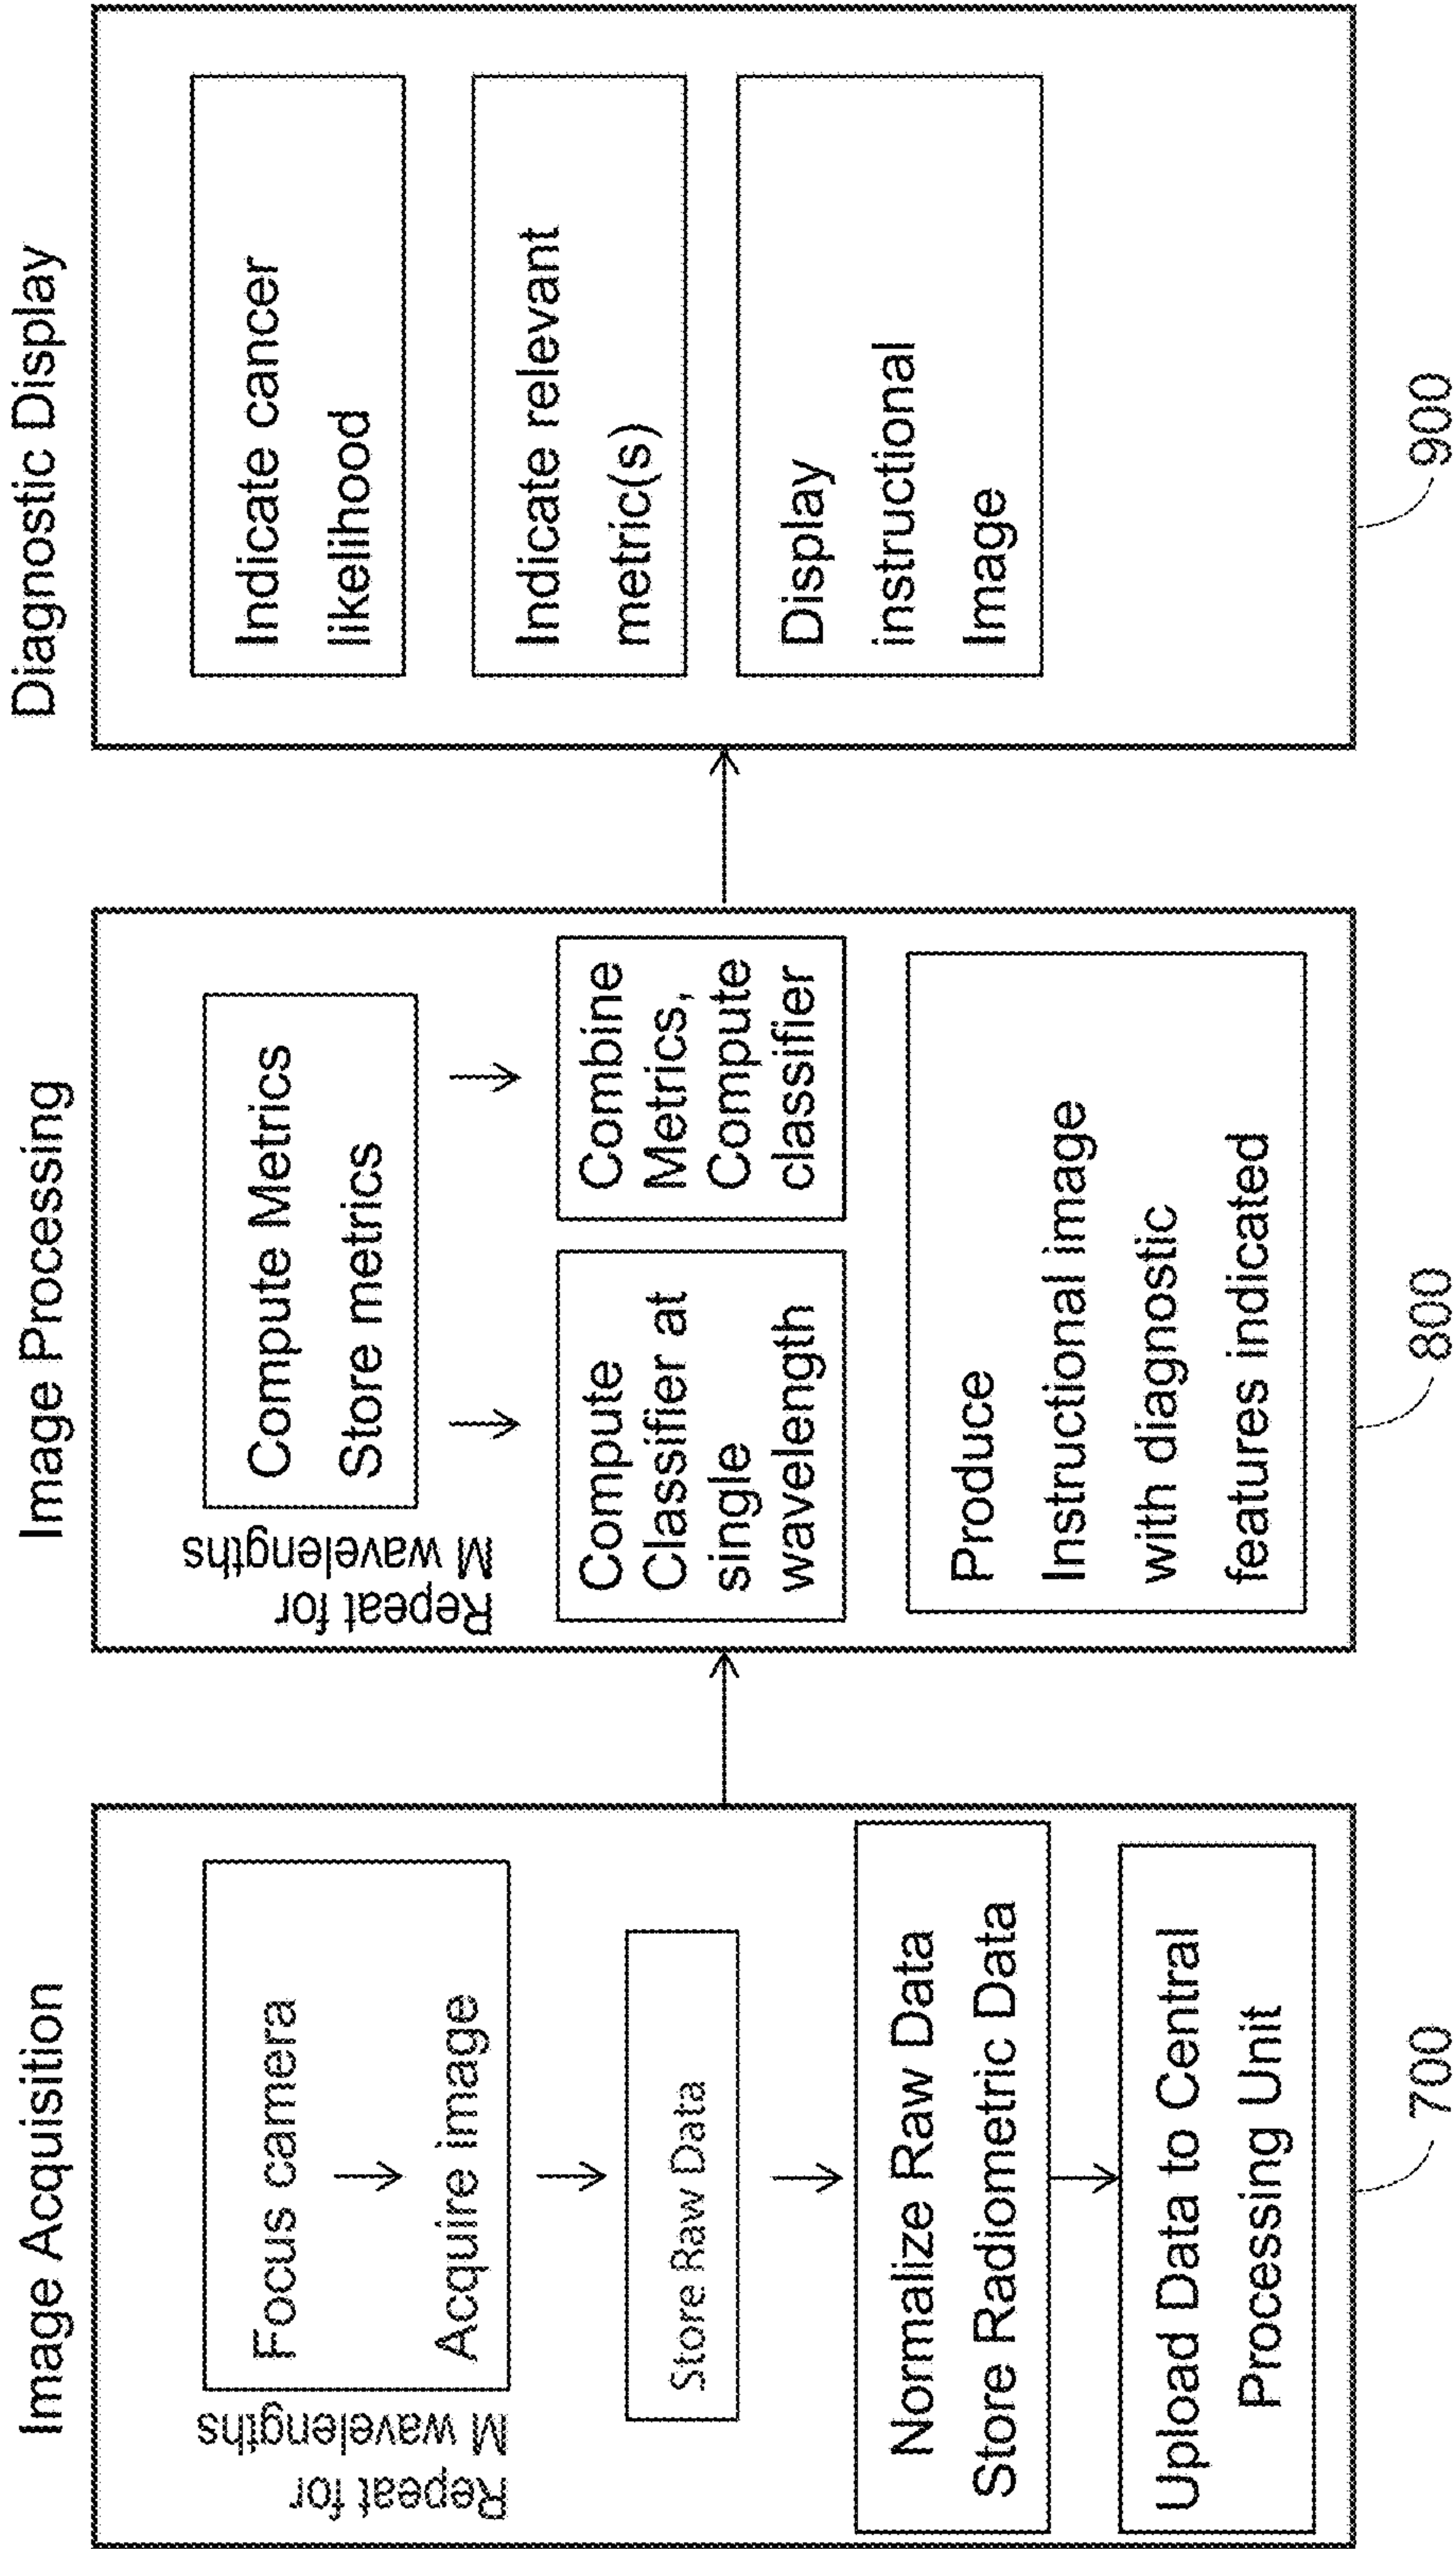 Image Acquisition
Repeat for
M wavelengths
Focus camera
Acquire image
Store Raw Data
Normalize Raw Data
Store Radiometric Data
Upload Data to Central
Processing Unit
700
Image Processing
Repeat for
M wavelengths
Compute Metrics
Store metrics
Compute
Classifier at
single
wavelength
Combine
Metrics,
Compute
classifier
Produce
Instructional image
with diagnostic
features indicated
800
Diagnostic Display
Indicate cancer
likelihood
Indicate relevant
metric(s)
Display
instructional
Image
900